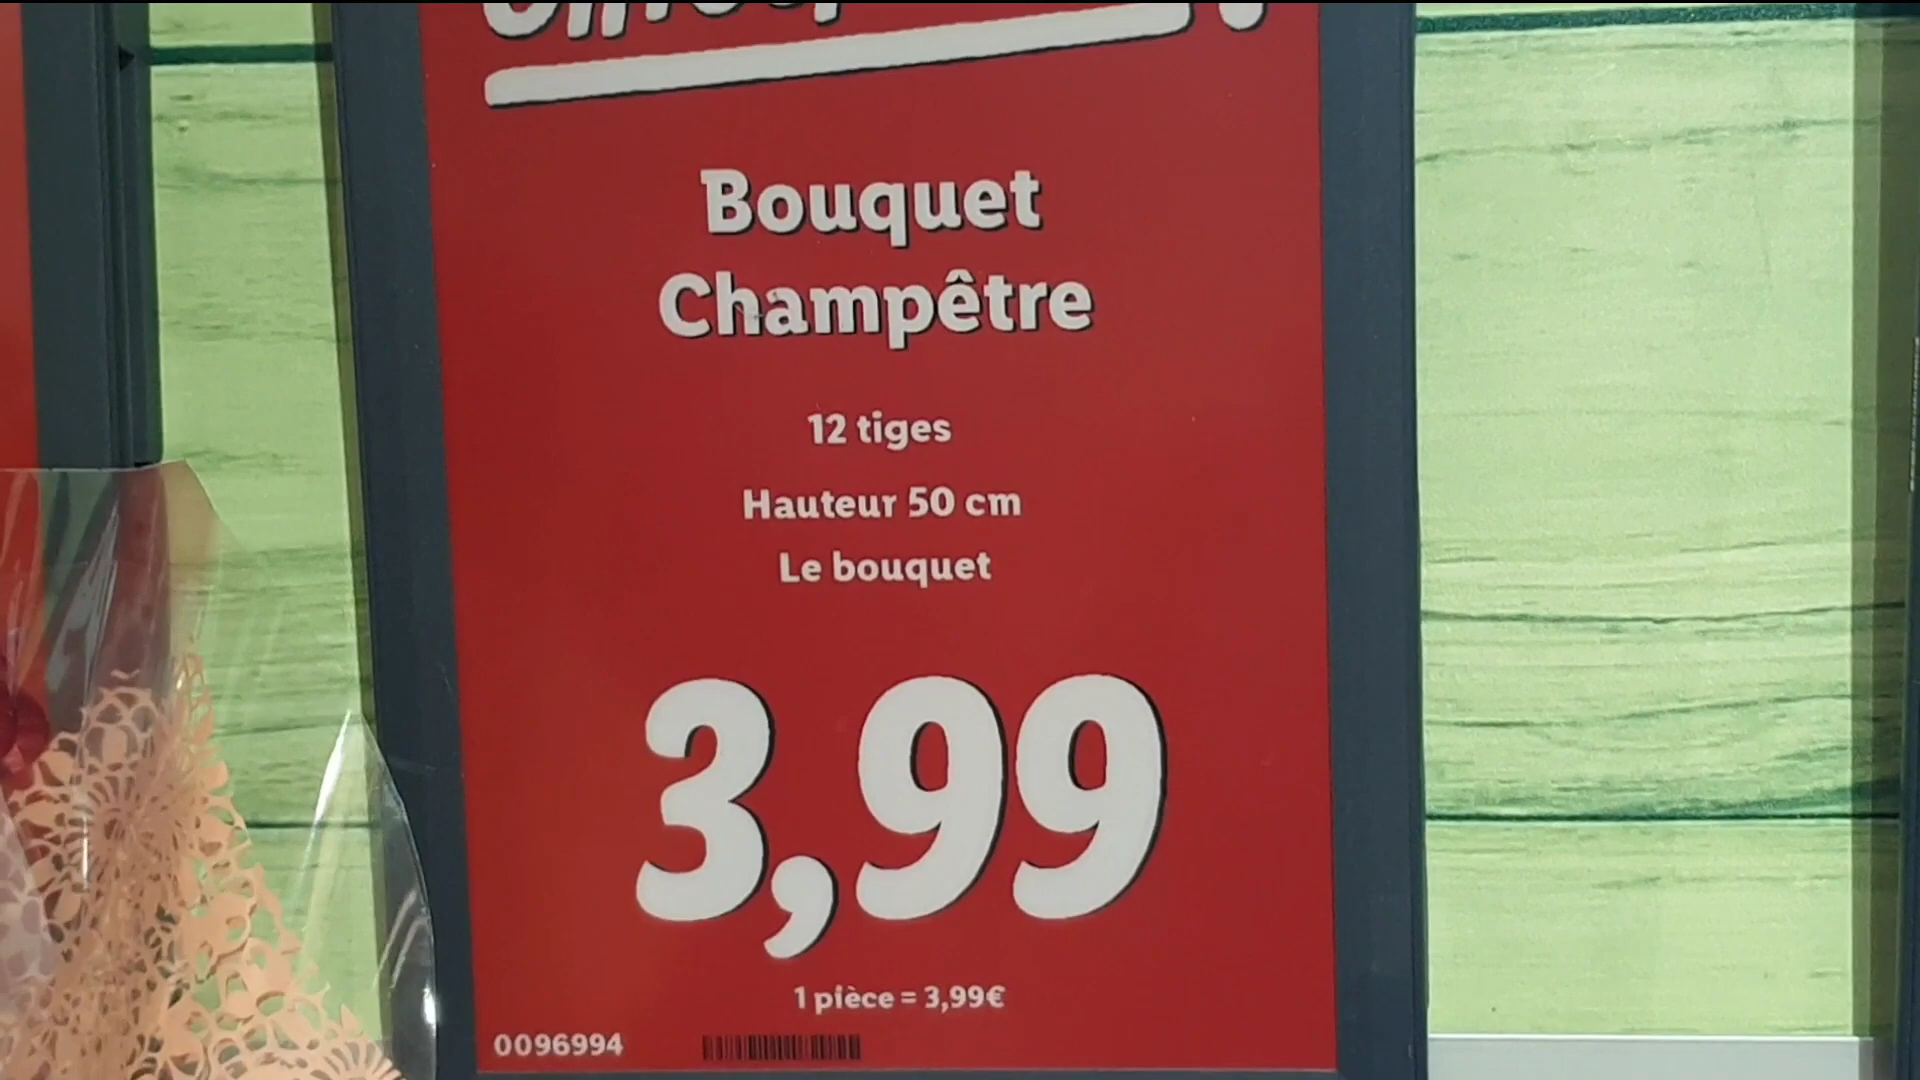 Bouquet
Champêtre
12 tiges
Hauteur 50 cm
Le bouquet
3,99
1 pièce = 3,99€
0096994